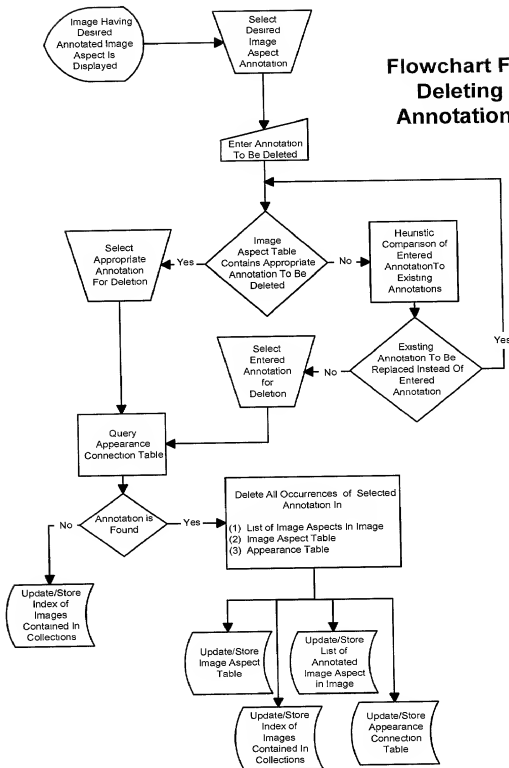 Image Having
Desired
Annotated Image
Aspect Is
Displayed
Select
Desired
Image
Aspect
Annotation
Flowchart F
Deleting
Annotation
Enter Annotation
To Be Deleted
Image
Aspect Table
Contains Appropriate
Annotation To Be
Deleted
Yes
No
Select
Appropriate
Annotation
For Deletion
Heuristic
Comparison of
Entered
AnnotationTo
Existing
Annotations
Existing
Annotation To Be
Replaced Instead Of
Entered
Annotation
Yes
No
Select
Entered
Annotation
for
Deletion
Query
Appearance
Connection Table
Annotation is
Found
No
Yes
Delete All Occurrences of Selected
Annotation In
(1) List of Image Aspects In Image
(2) Image Aspect Table
(3) Appearance Table
Update/Store
Index of
Images
Contained In
Collections
Update/Store
Image Aspect
Table
Update/Store
List of
Annotated
Image Aspect
in Image
Update/Store
Index of
Images
Contained In
Collections
Update/Store
Appearance
Connection
Table